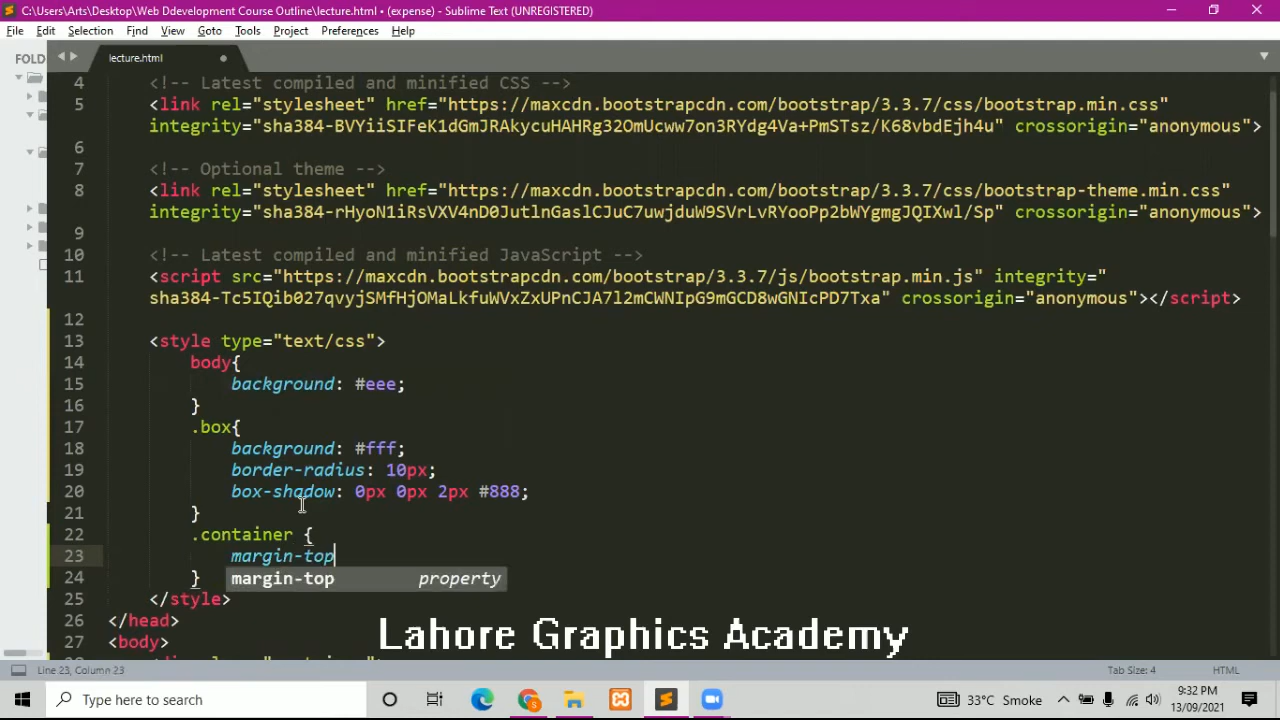 C:\Users\Arts\Desktop\Web Ddevelopment Course Outline\lecture.html • (expense) - Sublime Text (UNREGISTERED)
File Edit Selection Find View Goto Tools Project Preferences Help
FOLD
lecture.html
4 <!-- Latest compiled and minified CSS -->
5 <link rel="stylesheet" href="https://maxcdn.bootstrapcdn.com/bootstrap/3.3.7/css/bootstrap.min.css"
integrity="sha384-BVYiiSIFeK1dGmJRAkycuHAHRg32OmUcww7on3RYdg4Va+PmSTsz/K68vbdEjh4u" crossorigin="anonymous">
6
7 <!-- Optional theme -->
8 <link rel="stylesheet" href="https://maxcdn.bootstrapcdn.com/bootstrap/3.3.7/css/bootstrap-theme.min.css"
integrity="sha384-rHyoN1iRsVXV4nD0JutlnGaslCJuC7uwjduW9SVrLvRYooPp2bWYgmgJQIXwl/Sp" crossorigin="anonymous">
9
10 <!-- Latest compiled and minified JavaScript -->
11 <script src="https://maxcdn.bootstrapcdn.com/bootstrap/3.3.7/js/bootstrap.min.js" integrity="
sha384-Tc5IQib027qvyjSMfHjOMaLkfuWVxZxUPnCJA7l2mCWNIpG9mGCD8wGNIcPD7Txa" crossorigin="anonymous"></script>
12
13 <style type="text/css">
14 body{
15 background: #eee;
16 }
17 .box{
18 background: #fff;
19 border-radius: 10px;
20 box-shadow: 0px 0px 2px #888;
21 }
22 .container {
23 margin-top
24 }
margin-top property
25 </style>
26 </head>
27 <body>
Lahore Graphics Academy
Line 23, Column 23
Tab Size: 4
HTML
Type here to search
33°C Smoke
9:32 PM
13/09/2021